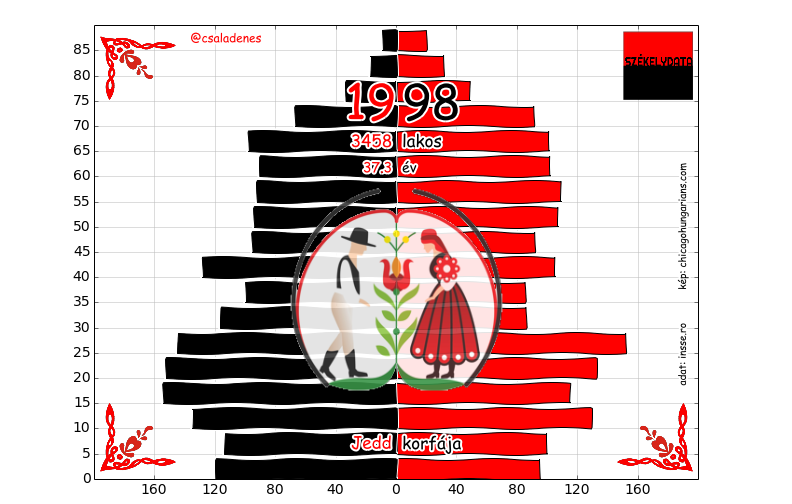 @csaladenes
SZÉKELYDATA
1998
3458 lakos
37.3 év
kép: chicagohungarians.com
adat: insse.ro
Jedd korfája
85
80
75
70
65
60
55
50
45
40
35
30
25
20
15
10
5
0
160 120 80 40 0 40 80 120 160